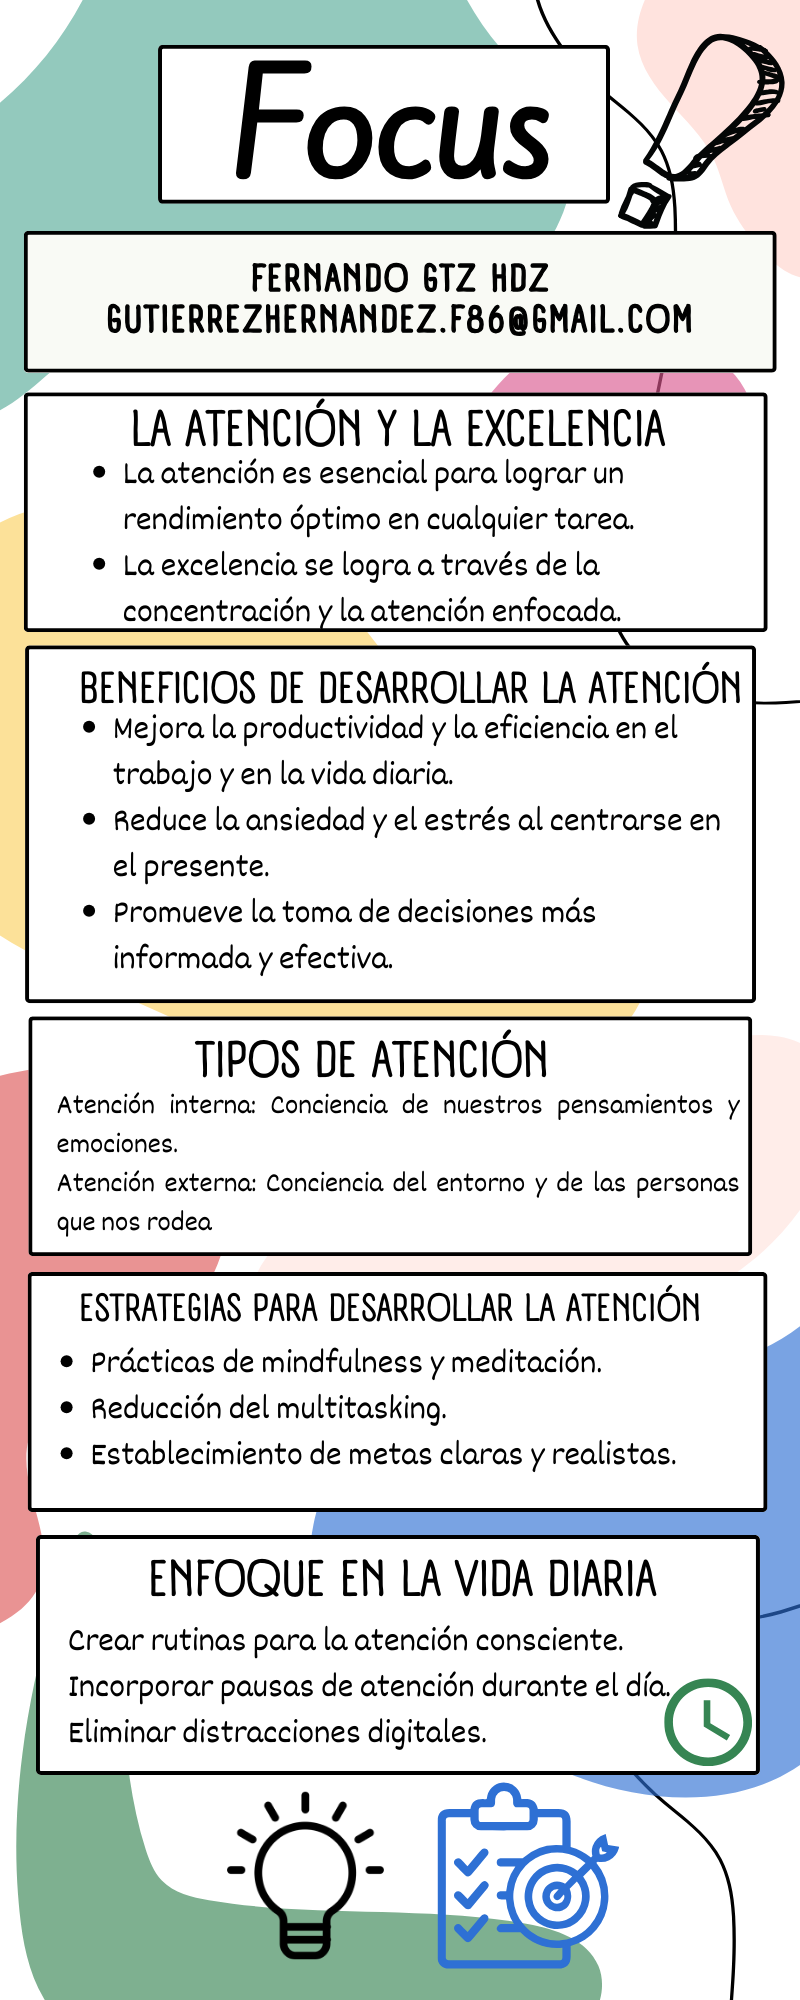 Focus
FERNANDO GTZ HDZ
GUTIERREZHERNANDEZ.F86@GMAIL.COM
LA ATENCIÓN Y LA EXCELENCIA
• La atención es esencial para lograr un
rendimiento óptimo en cualquier tarea.
• La excelencia se logra a través de la
concentración y la atención enfocada.
BENEFICIOS DE DESARROLLAR LA ATENCIÓN
• Mejora la productividad y la eficiencia en el
trabajo y en la vida diaria.
• Reduce la ansiedad y el estrés al centrarse en
el presente.
• Promueve la toma de decisiones más
informada y efectiva.
TIPOS DE ATENCIÓN
Atención interna: Conciencia de nuestros pensamientos y
emociones.
Atención externa: Conciencia del entorno y de las personas
que nos rodea
ESTRATEGIAS PARA DESARROLLAR LA ATENCIÓN
• Prácticas de mindfulness y meditación.
• Reducción del multitasking.
• Establecimiento de metas claras y realistas.
ENFOQUE EN LA VIDA DIARIA
Crear rutinas para la atención consciente.
Incorporar pausas de atención durante el día.
Eliminar distracciones digitales.